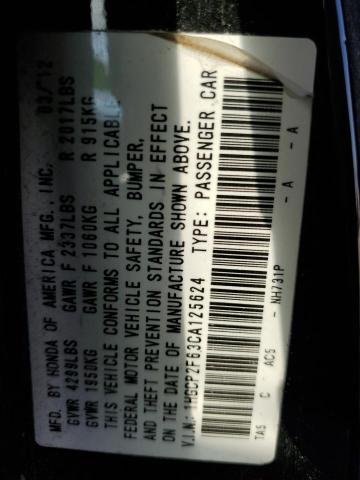 MFD. BY HONDA OF AMERICA MFG., INC. 03/12
GVWR 4299LBS GAWR F 2337LBS R 2017LBS
GVWR 1950KG GAWR F 1060KG R 915KG
THIS VEHICLE CONFORMS TO ALL APPLICABLE
FEDERAL MOTOR VEHICLE SAFETY, BUMPER,
AND THEFT PREVENTION STANDARDS IN EFFECT
ON THE DATE OF MANUFACTURE SHOWN ABOVE.
V.I.N.: 1HGCP2F63CA125624 TYPE: PASSENGER CAR
TA5 C AC5 - NH731P - A - A